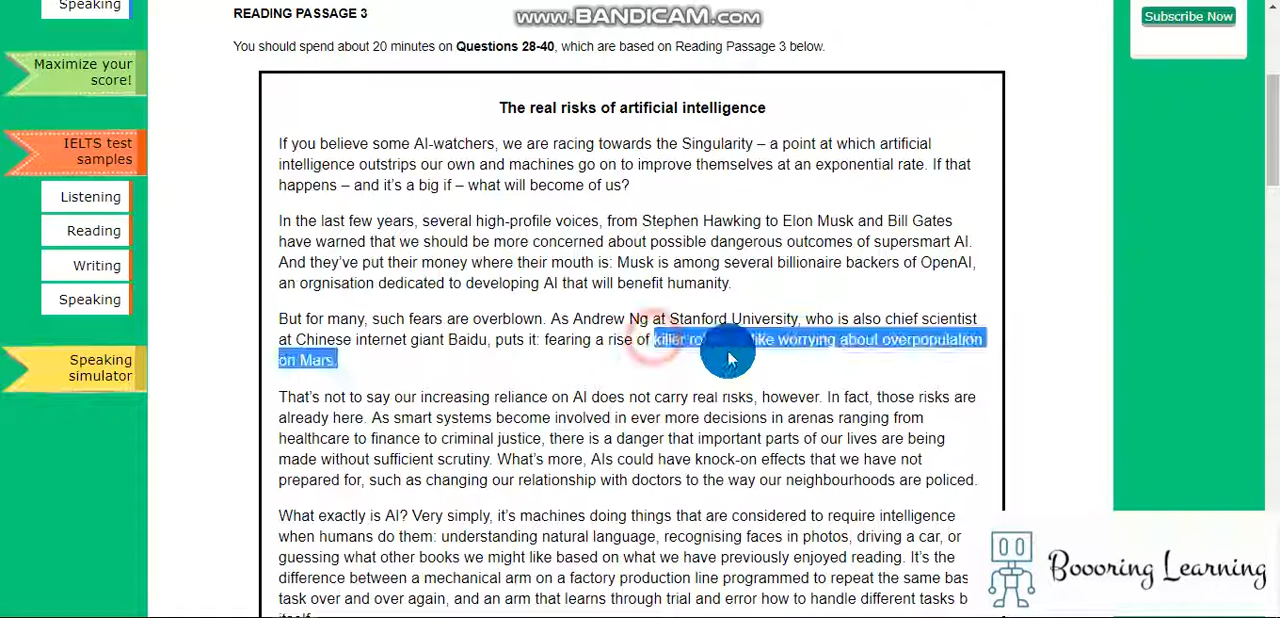 Speaking
Maximize your
score!
IELTS test
samples
Listening
Reading
Writing
Speaking
Speaking
simulator
www.BANDICAM.com
Subscribe Now
READING PASSAGE 3
You should spend about 20 minutes on Questions 28-40, which are based on Reading Passage 3 below.
The real risks of artificial intelligence
If you believe some AI-watchers, we are racing towards the Singularity – a point at which artificial
intelligence outstrips our own and machines go on to improve themselves at an exponential rate. If that
happens – and it's a big if – what will become of us?
In the last few years, several high-profile voices, from Stephen Hawking to Elon Musk and Bill Gates
have warned that we should be more concerned about possible dangerous outcomes of supersmart AI.
And they've put their money where their mouth is: Musk is among several billionaire backers of OpenAI,
an orgnisation dedicated to developing AI that will benefit humanity.
But for many, such fears are overblown. As Andrew Ng at Stanford University, who is also chief scientist
at Chinese internet giant Baidu, puts it: fearing a rise of killer like worrying about overpopulation
on Mars.
That's not to say our increasing reliance on AI does not carry real risks, however. In fact, those risks are
already here. As smart systems become involved in ever more decisions in arenas ranging from
healthcare to finance to criminal justice, there is a danger that important parts of our lives are being
made without sufficient scrutiny. What's more, AIs could have knock-on effects that we have not
prepared for, such as changing our relationship with doctors to the way our neighbourhoods are policed.
What exactly is AI? Very simply, it's machines doing things that are considered to require intelligence
when humans do them: understanding natural language, recognising faces in photos, driving a car, or
guessing what other books we might like based on what we have previously enjoyed reading. It's the
difference between a mechanical arm on a factory production line programmed to repeat the same bas
task over and over again, and an arm that learns through trial and error how to handle different tasks b
itself.
Boooring Learning